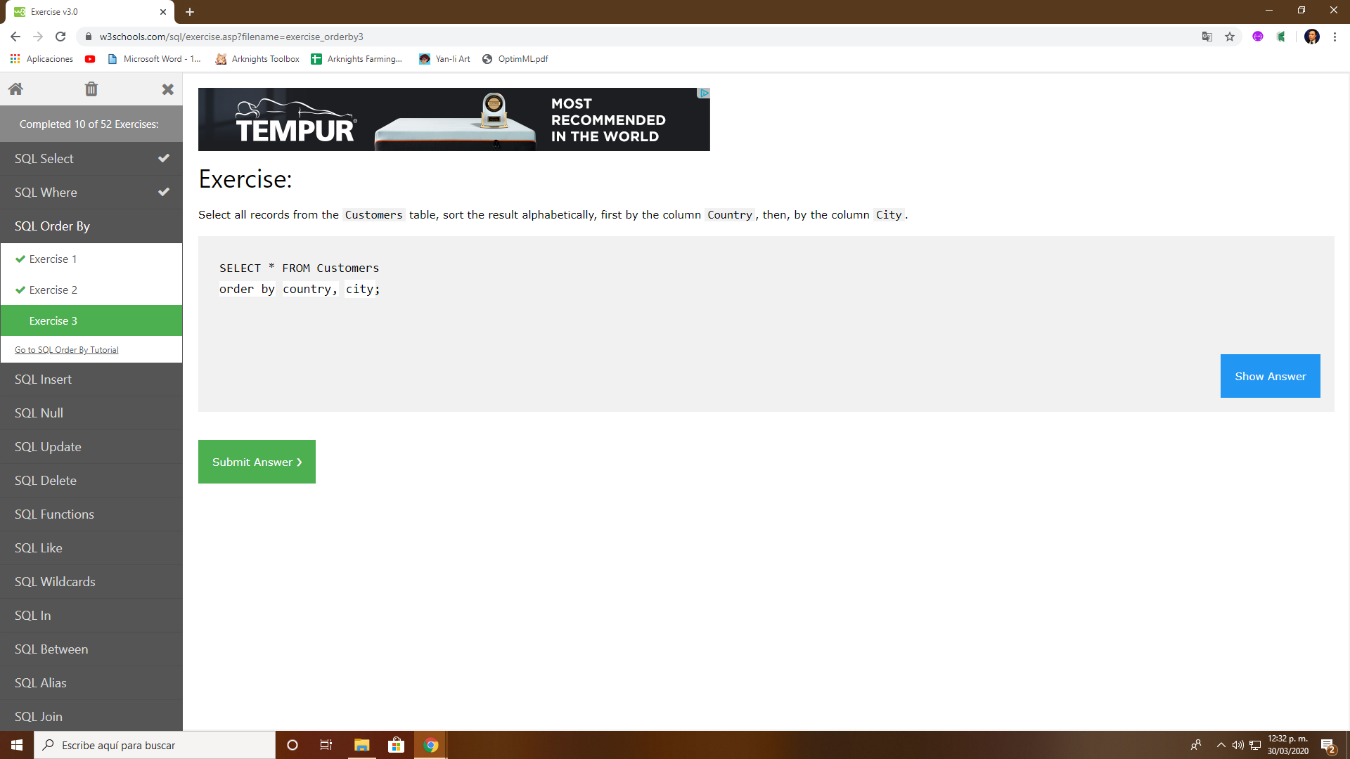 Exercise v3.0
w3schools.com/sql/exercise.asp?filename=exercise_orderby3
Aplicaciones
Microsoft Word - 1...
Arknights Toolbox
Arknights Farming...
Yan-li Art
OptimML.pdf
Completed 10 of 52 Exercises:
SQL Select
SQL Where
SQL Order By
Exercise 1
Exercise 2
Exercise 3
Go to SQL Order By Tutorial
SQL Insert
SQL Null
SQL Update
SQL Delete
SQL Functions
SQL Like
SQL Wildcards
SQL In
SQL Between
SQL Alias
SQL Join
TEMPUR®
MOST
RECOMMENDED
IN THE WORLD
Exercise:
Select all records from the Customers table, sort the result alphabetically, first by the column Country, then, by the column City.
SELECT * FROM Customers
order by country, city;
Show Answer
Submit Answer ❯
Escribe aquí para buscar
12:32 p. m.
30/03/2020
2